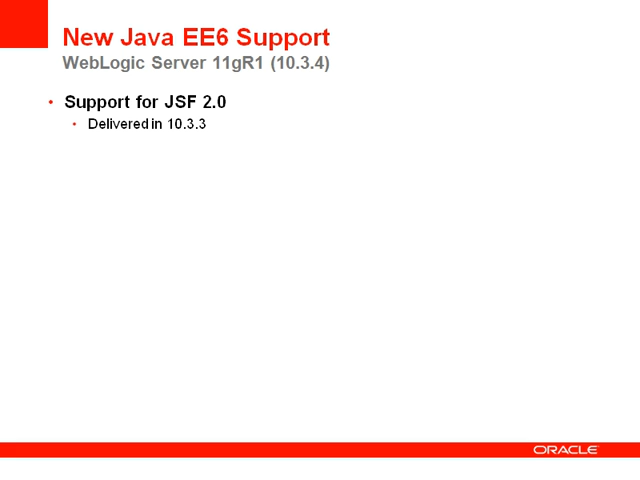 New Java EE6 Support
WebLogic Server 11gR1 (10.3.4)
• Support for JSF 2.0
• Delivered in 10.3.3
ORACLE